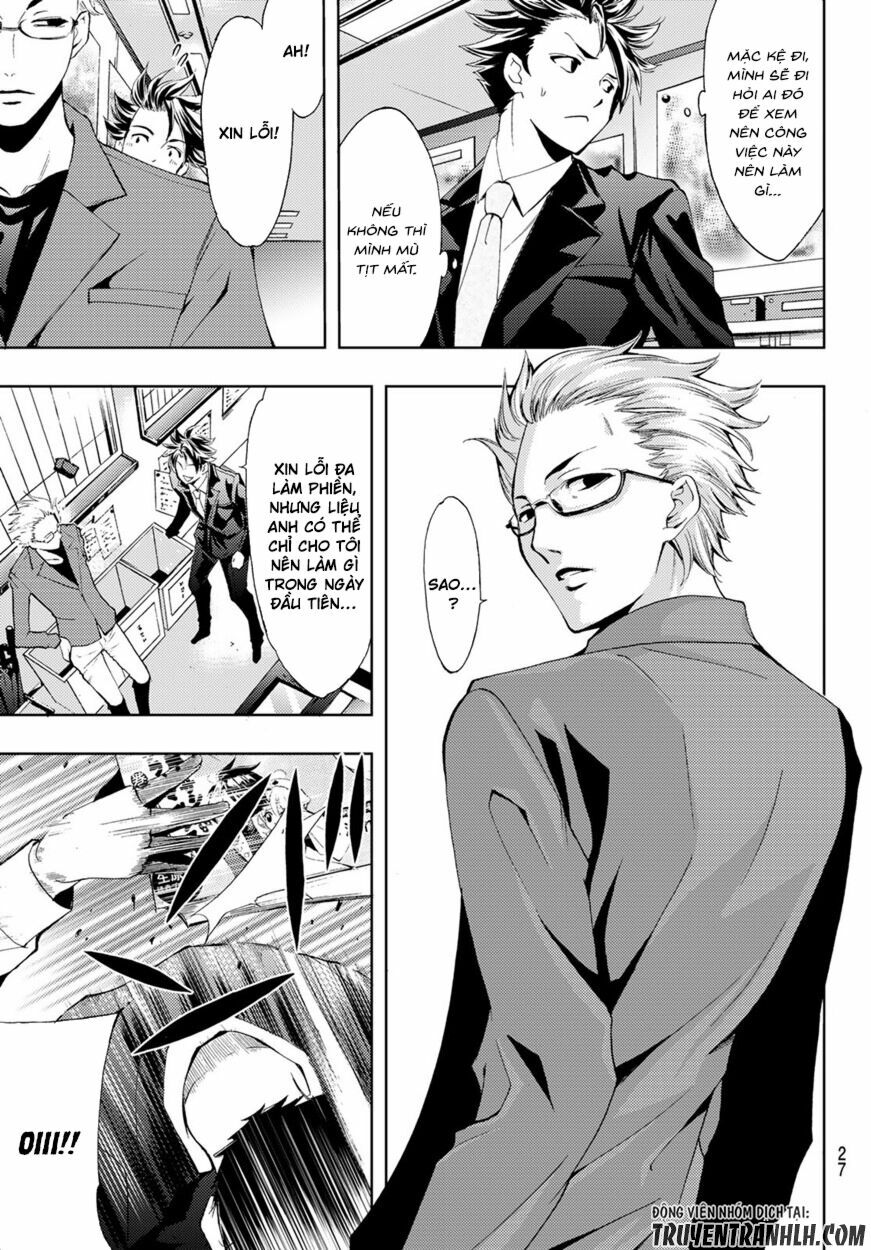 MẶC KỆ ĐI,
MÌNH SẼ ĐI
HỎI AI ĐÓ
ĐỂ XEM
NÊN CÔNG
VIỆC NÀY
NÊN LÀM
GÌ...
NẾU
KHÔNG THÌ
MÌNH MÙ
TỊT MẤT.
AH!
XIN LỖI!
SAO...
?
XIN LỖI ĐA
LÀM PHIỀN,
NHƯNG LIỆU
ANH CÓ THỂ
CHỈ CHO TÔI
NÊN LÀM GÌ
TRONG NGÀY
ĐẦU TIÊN...
OIII!!
27
ĐỘNG VIÊN NHÓM DỊCH TẠI:
TRUYENTRANHLH.COM